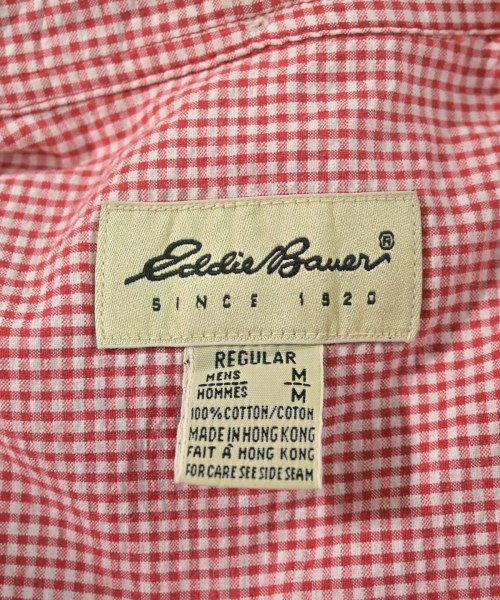 Eddie Bauer®
SINCE 1920
REGULAR
MENS M
HOMMES M
100% COTTON/COTON
MADE IN HONG KONG
FAIT À HONG KONG
FOR CARE SEE SIDE SEAM